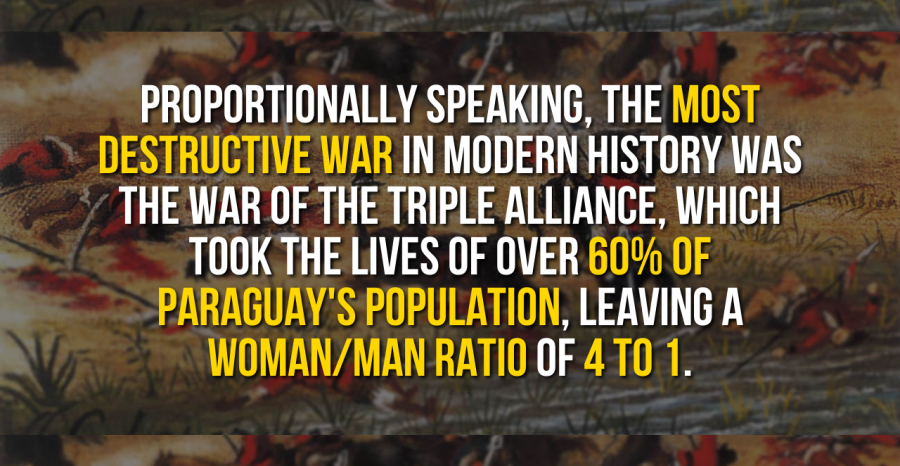 PROPORTIONALLY SPEAKING, THE MOST
DESTRUCTIVE WAR IN MODERN HISTORY WAS
THE WAR OF THE TRIPLE ALLIANCE, WHICH
TOOK THE LIVES OF OVER 60% OF
PARAGUAY'S POPULATION, LEAVING A
WOMAN/MAN RATIO OF 4 TO 1.